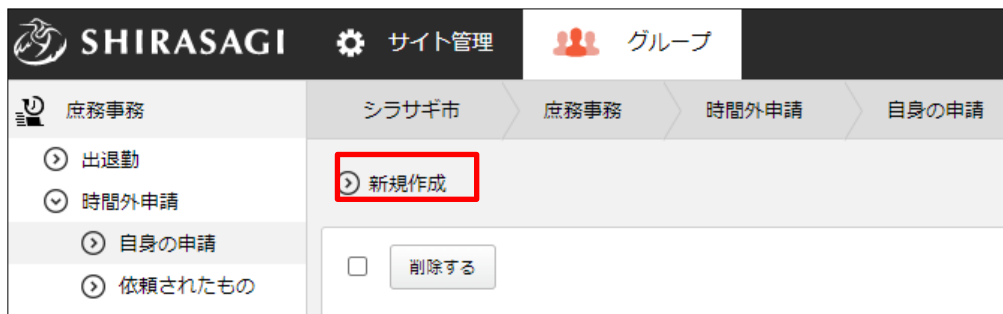 SHIRASAGI サイト管理 グループ
庶務事務
シラサギ市 庶務事務 時間外申請 自身の申請
出退勤
新規作成
時間外申請
自身の申請
削除する
依頼されたもの